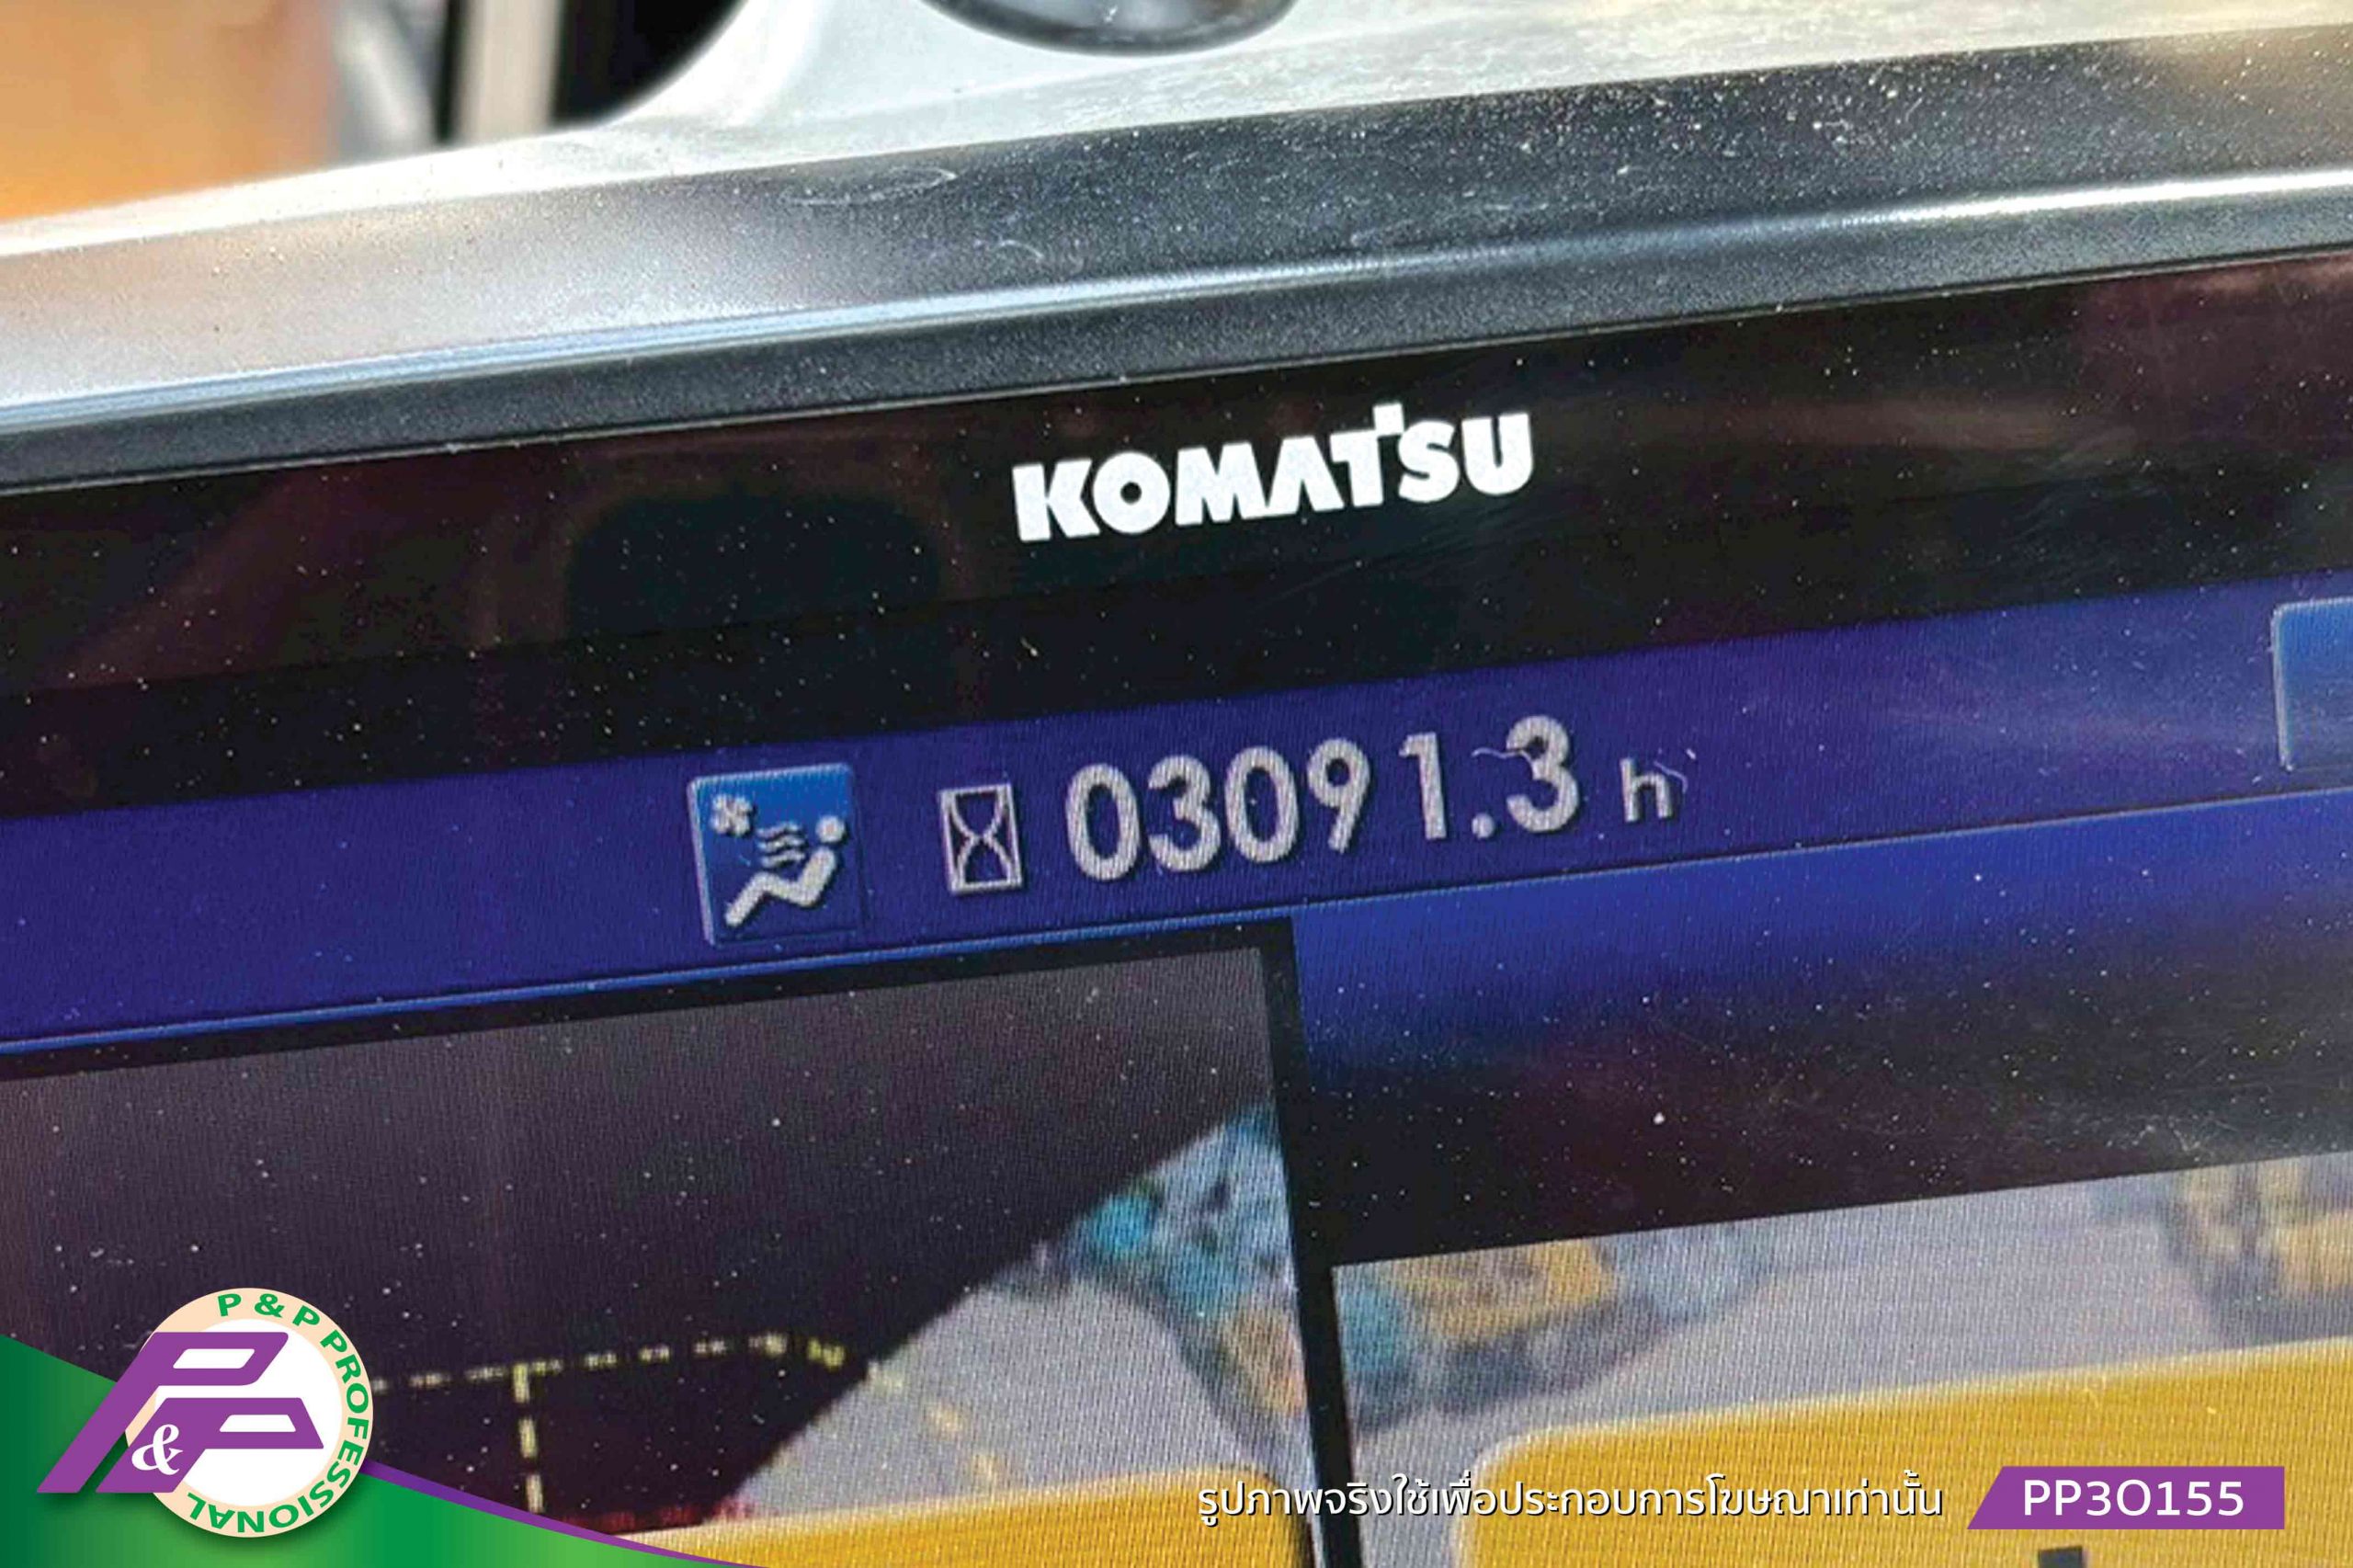 KOMATSU
03091.3 h
P & P PROFESSIONAL
P&P
รูปภาพจริงใช้เพื่อประกอบการโฆษณาเท่านั้น
PP3O155